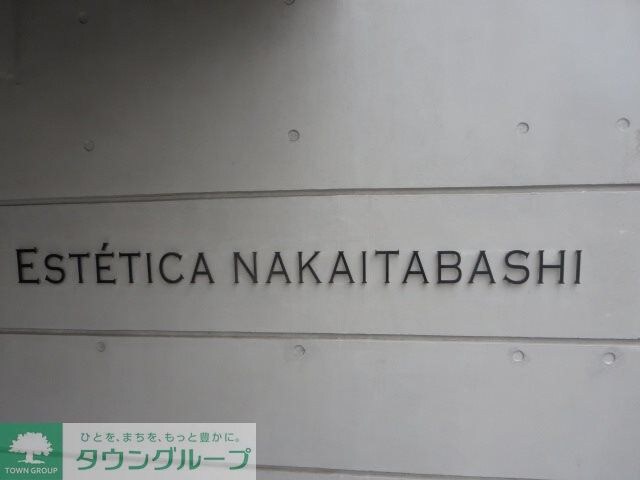 ESTÉTICA NAKAITABASHI
ひとを、まちを、もっと豊かに。
TOWN GROUP
タウングループ